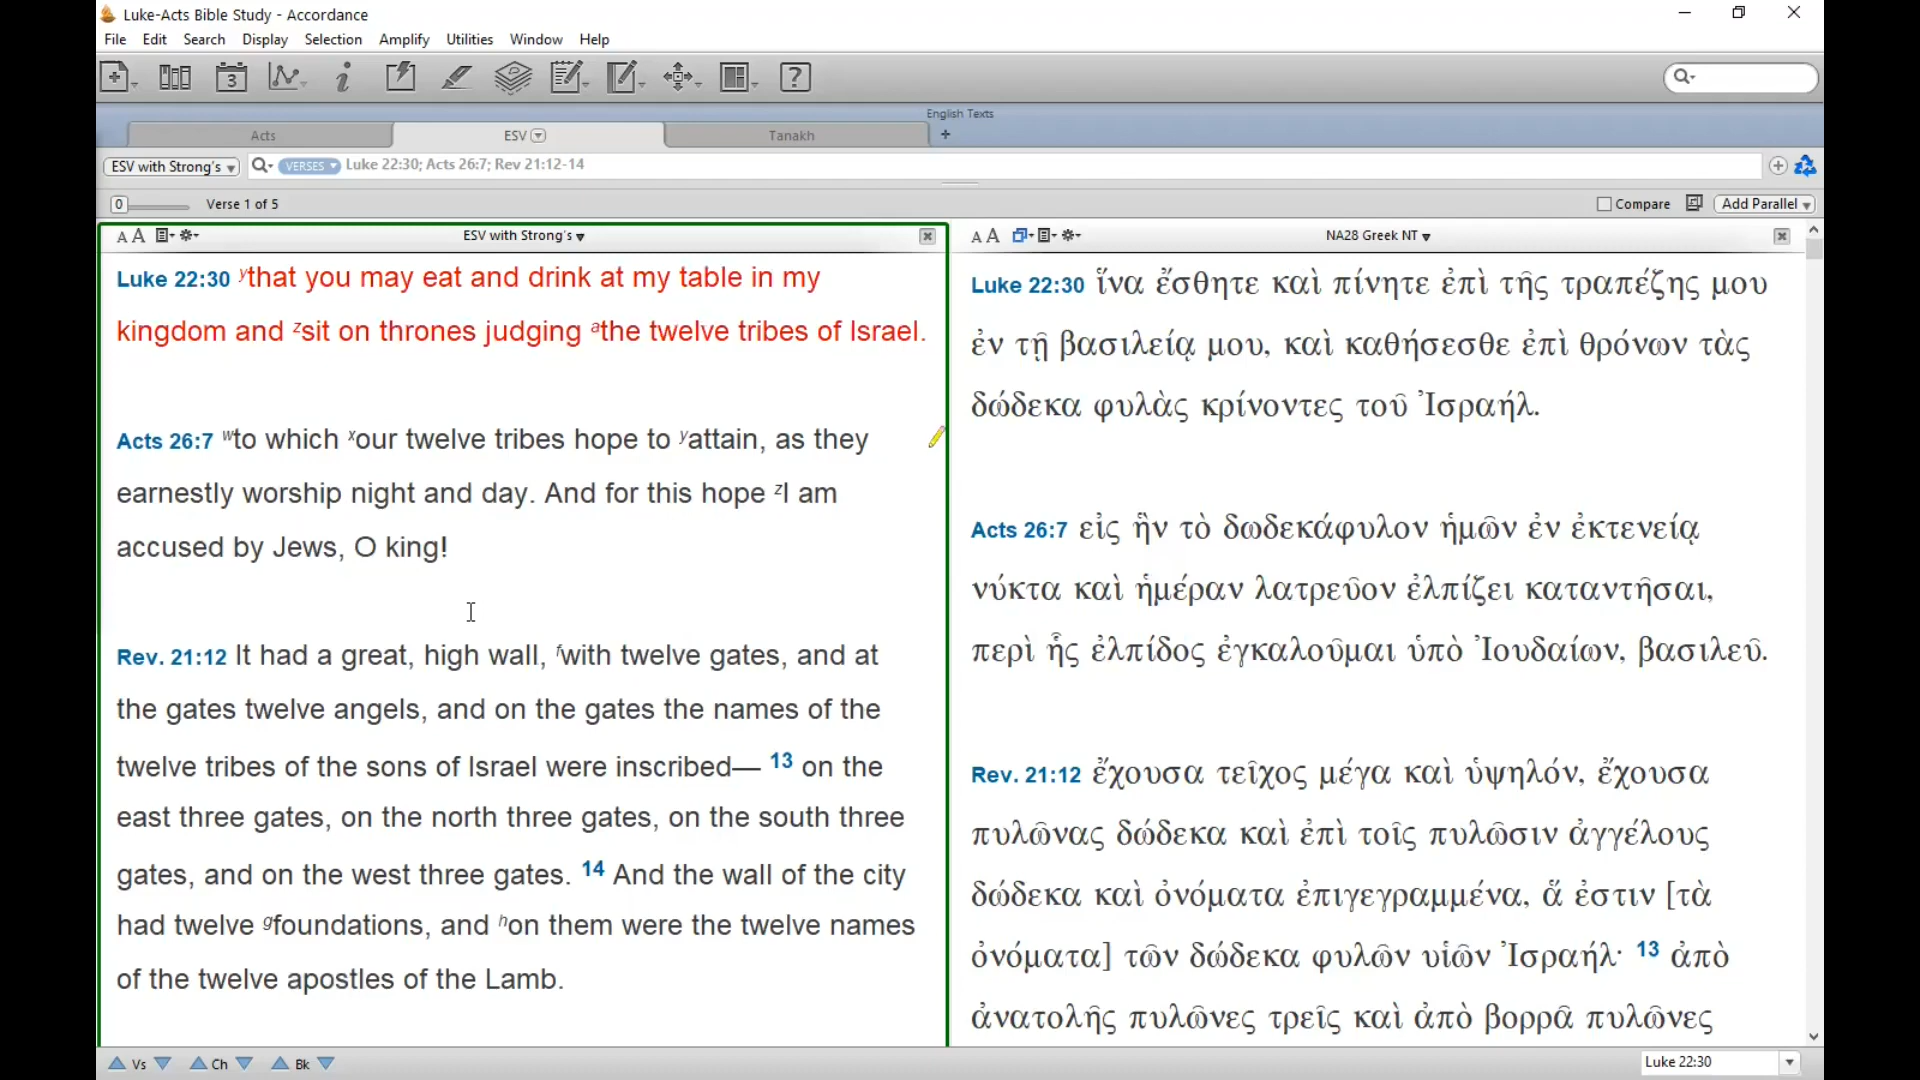 Luke-Acts Bible Study - Accordance
File Edit Search Display Selection Amplify Utilities Window Help
3
English Texts
Acts ESV Tanakh +
ESV with Strong's VERSES Luke 22:30; Acts 26:7; Rev 21:12-14
0 Verse 1 of 5 Compare Add Parallel
A A ESV with Strong's
Luke 22:30 ʸthat you may eat and drink at my table in my
kingdom and ᶻsit on thrones judging ᵃthe twelve tribes of Israel.
Acts 26:7 ʷto which ˣour twelve tribes hope to ʸattain, as they
earnestly worship night and day. And for this hope ᶻI am
accused by Jews, O king!
Rev. 21:12 It had a great, high wall, ᶠwith twelve gates, and at
the gates twelve angels, and on the gates the names of the
twelve tribes of the sons of Israel were inscribed— 13 on the
east three gates, on the north three gates, on the south three
gates, and on the west three gates. 14 And the wall of the city
had twelve ᵍfoundations, and ʰon them were the twelve names
of the twelve apostles of the Lamb.
A A NA28 Greek NT
Luke 22:30 ἵνα ἔσθητε καὶ πίνητε ἐπὶ τῆς τραπέζης μου
ἐν τῇ βασιλείᾳ μου, καὶ καθήσεσθε ἐπὶ θρόνων τὰς
δώδεκα φυλὰς κρίνοντες τοῦ Ἰσραήλ.
Acts 26:7 εἰς ἣν τὸ δωδεκάφυλον ἡμῶν ἐν ἐκτενείᾳ
νύκτα καὶ ἡμέραν λατρεῦον ἐλπίζει καταντῆσαι,
περὶ ἧς ἐλπίδος ἐγκαλοῦμαι ὑπὸ Ἰουδαίων, βασιλεῦ.
Rev. 21:12 ἔχουσα τεῖχος μέγα καὶ ὑψηλόν, ἔχουσα
πυλῶνας δώδεκα καὶ ἐπὶ τοῖς πυλῶσιν ἀγγέλους
δώδεκα καὶ ὀνόματα ἐπιγεγραμμένα, ἅ ἐστιν [τὰ
ὀνόματα] τῶν δώδεκα φυλῶν υἱῶν Ἰσραήλ· 13 ἀπὸ
ἀνατολῆς πυλῶνες τρεῖς καὶ ἀπὸ βορρᾶ πυλῶνες
Vs Ch Bk Luke 22:30